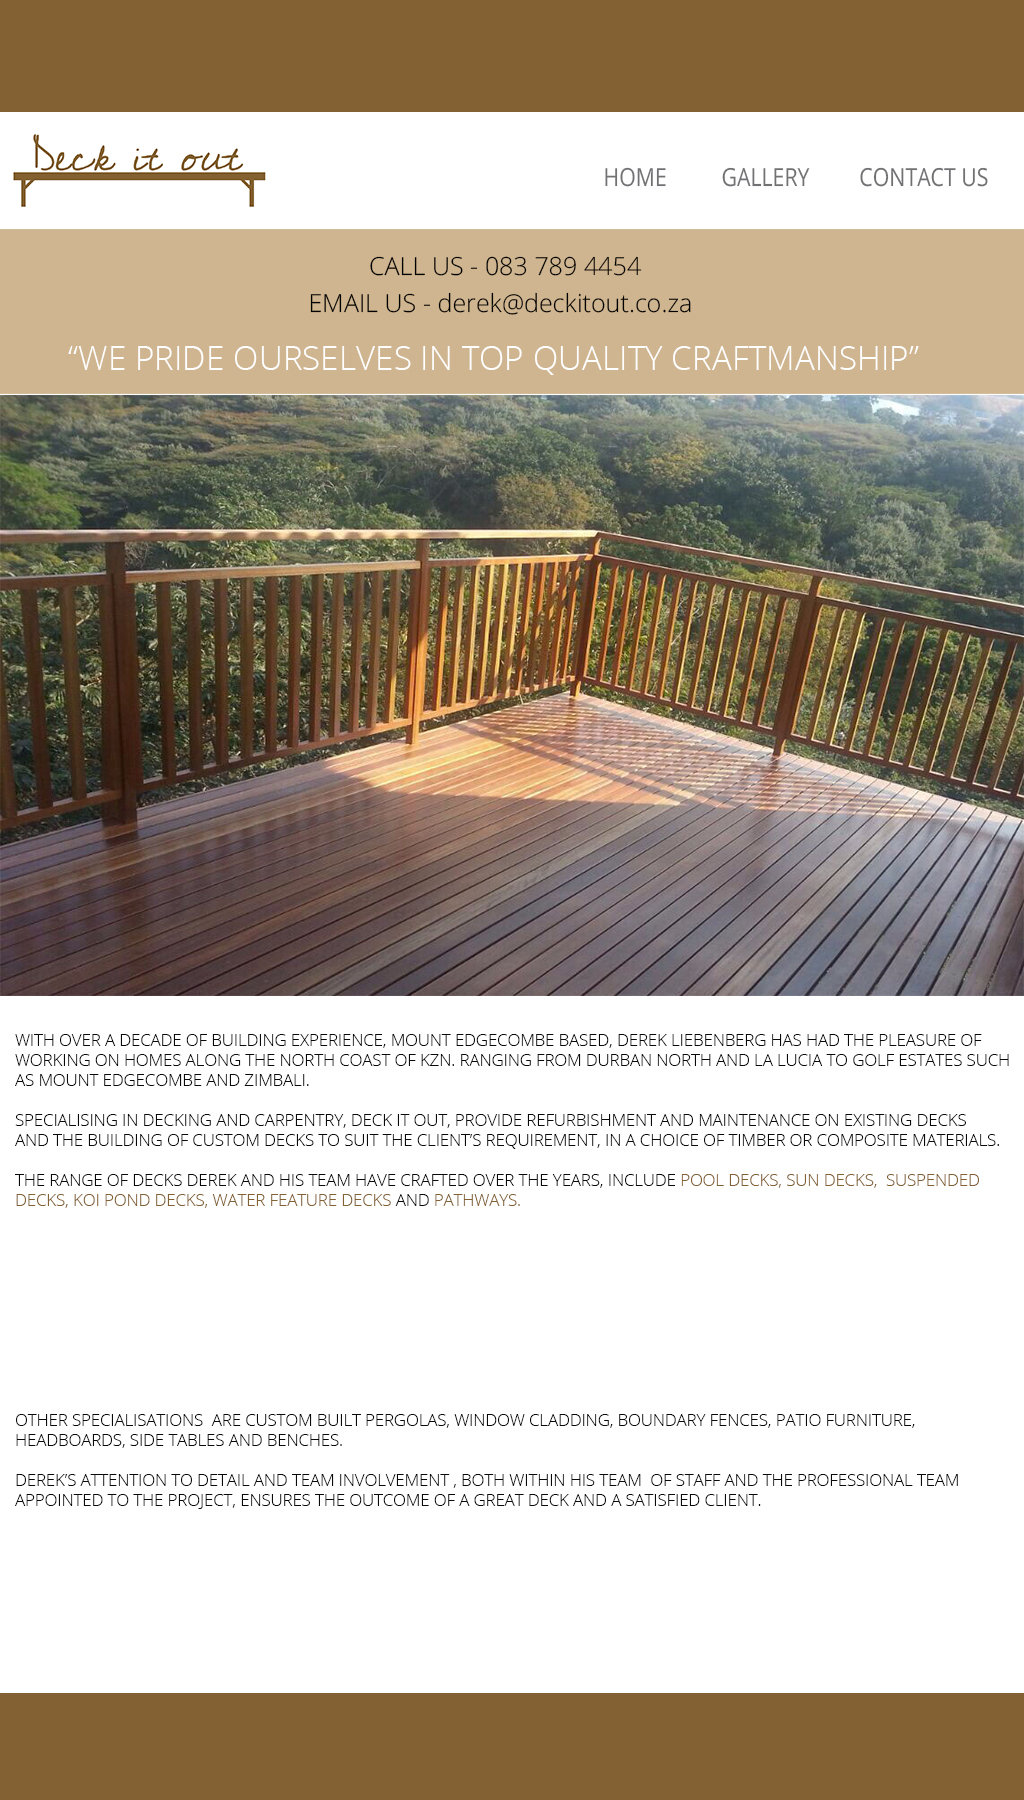 Deck it out
HOME GALLERY CONTACT US
CALL US - 083 789 4454
EMAIL US - derek@deckitout.co.za
“WE PRIDE OURSELVES IN TOP QUALITY CRAFTMANSHIP”
WITH OVER A DECADE OF BUILDING EXPERIENCE, MOUNT EDGECOMBE BASED, DEREK LIEBENBERG HAS HAD THE PLEASURE OF
WORKING ON HOMES ALONG THE NORTH COAST OF KZN. RANGING FROM DURBAN NORTH AND LA LUCIA TO GOLF ESTATES SUCH
AS MOUNT EDGECOMBE AND ZIMBALI.
SPECIALISING IN DECKING AND CARPENTRY, DECK IT OUT, PROVIDE REFURBISHMENT AND MAINTENANCE ON EXISTING DECKS
AND THE BUILDING OF CUSTOM DECKS TO SUIT THE CLIENT’S REQUIREMENT, IN A CHOICE OF TIMBER OR COMPOSITE MATERIALS.
THE RANGE OF DECKS DEREK AND HIS TEAM HAVE CRAFTED OVER THE YEARS, INCLUDE POOL DECKS, SUN DECKS,  SUSPENDED
DECKS, KOI POND DECKS, WATER FEATURE DECKS AND PATHWAYS.
OTHER SPECIALISATIONS  ARE CUSTOM BUILT PERGOLAS, WINDOW CLADDING, BOUNDARY FENCES, PATIO FURNITURE,
HEADBOARDS, SIDE TABLES AND BENCHES.
DEREK’S ATTENTION TO DETAIL AND TEAM INVOLVEMENT , BOTH WITHIN HIS TEAM  OF STAFF AND THE PROFESSIONAL TEAM
APPOINTED TO THE PROJECT, ENSURES THE OUTCOME OF A GREAT DECK AND A SATISFIED CLIENT.